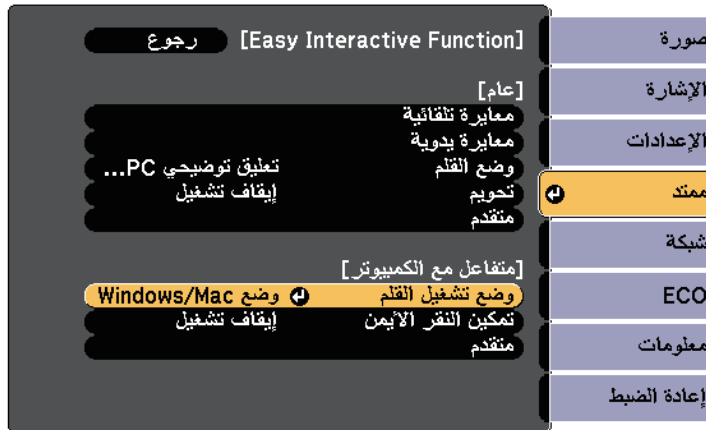 صورة
الإشارة
الإعدادات
ممتد
شبكة
ECO
معلومات
إعادة الضبط
[Easy Interactive Function] رجوع
[عام]
معايرة تلقائية
معايرة يدوية
وضع القلم تعليق توضيحي PC...
تحويم إيقاف تشغيل
متقدم
[متفاعل مع الكمبيوتر]
وضع تشغيل القلم وضع Windows/Mac
تمكين النقر الأيمن إيقاف تشغيل
متقدم